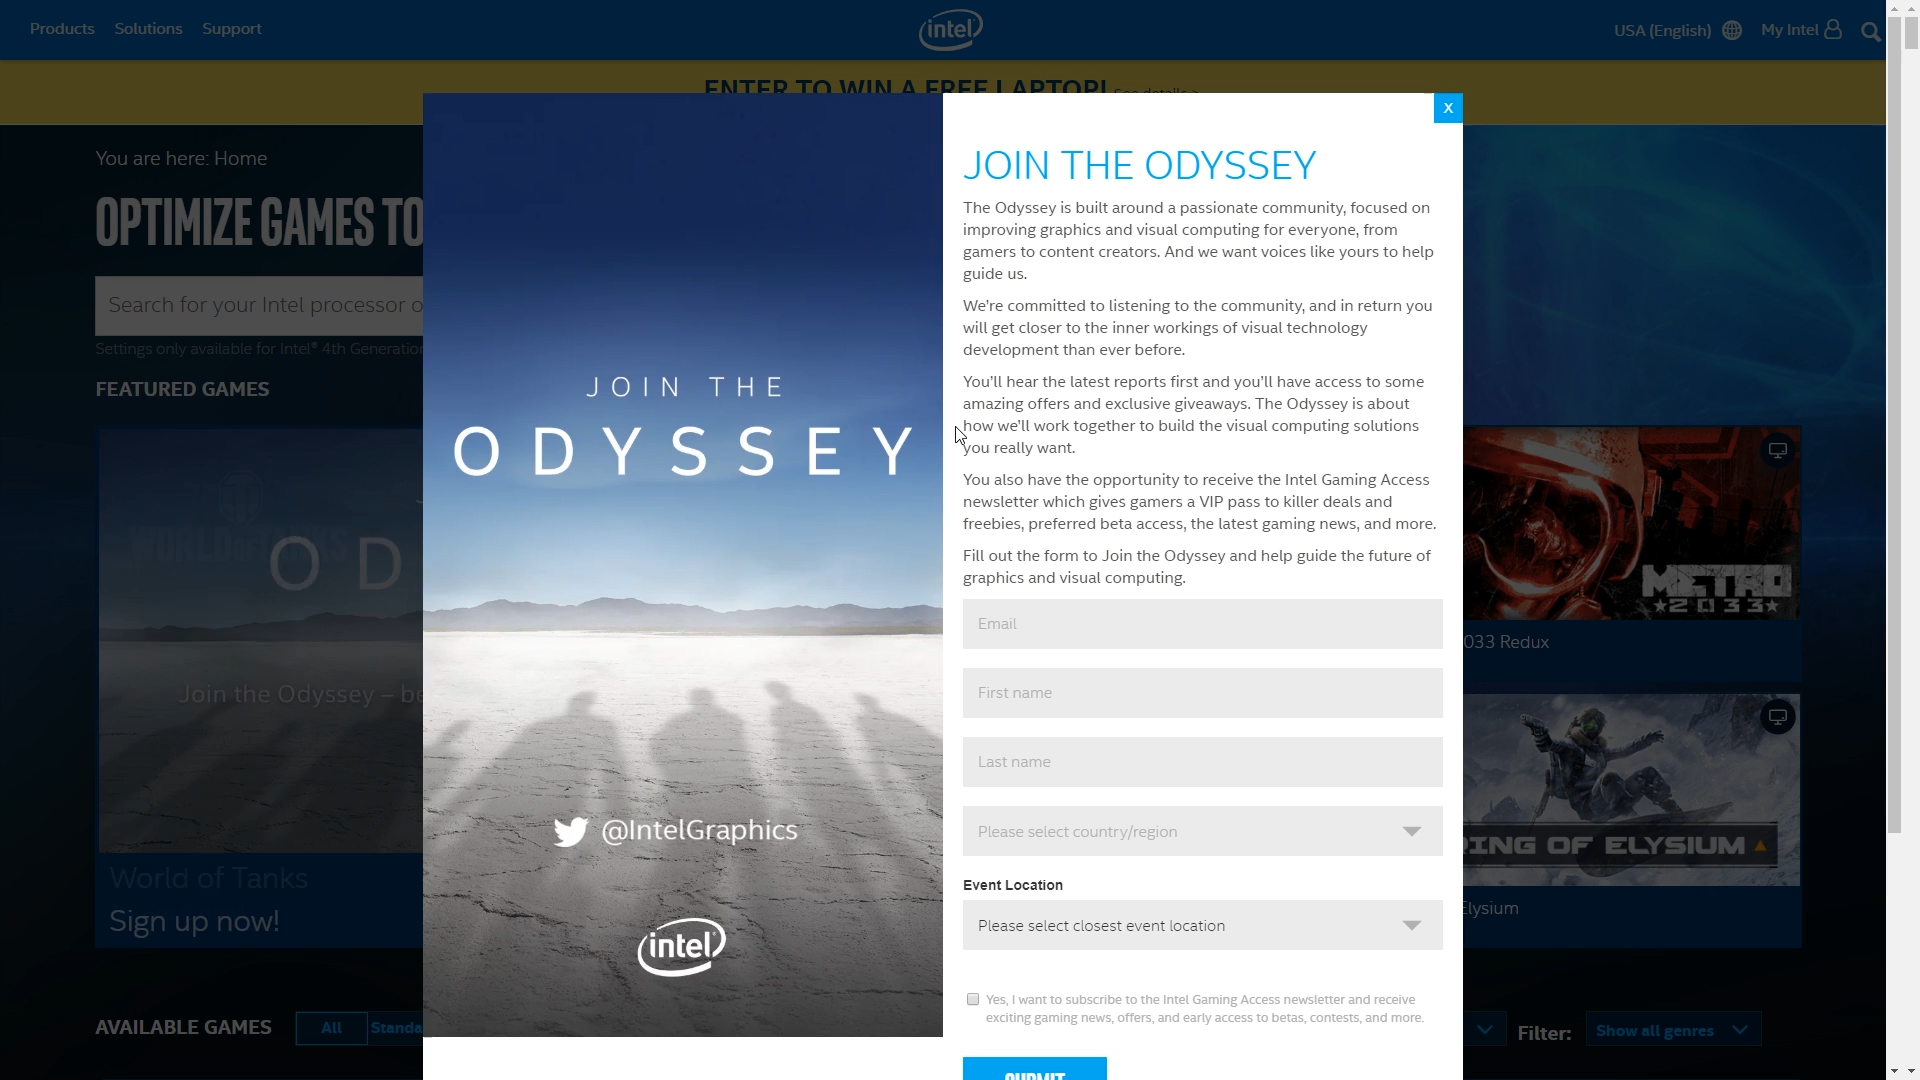 Products Solutions Support
intel
USA (English) My Intel
ENTER TO WIN A FREE LAPTOP! See details >
X
You are here: Home
OPTIMIZE GAMES TO
Search for your Intel processor o
Settings only available for Intel® 4th Generation
FEATURED GAMES
OD
Join the Odyssey – be
World of Tanks
Sign up now!
JOIN THE
ODYSSEY
@IntelGraphics
intel
JOIN THE ODYSSEY
The Odyssey is built around a passionate community, focused on
improving graphics and visual computing for everyone, from
gamers to content creators. And we want voices like yours to help
guide us.
We're committed to listening to the community, and in return you
will get closer to the inner workings of visual technology
development than ever before.
You'll hear the latest reports first and you'll have access to some
amazing offers and exclusive giveaways. The Odyssey is about
how we'll work together to build the visual computing solutions
you really want.
You also have the opportunity to receive the Intel Gaming Access
newsletter which gives gamers a VIP pass to killer deals and
freebies, preferred beta access, the latest gaming news, and more.
Fill out the form to Join the Odyssey and help guide the future of
graphics and visual computing.
Email
First name
Last name
Please select country/region
Event Location
Please select closest event location
Yes, I want to subscribe to the Intel Gaming Access newsletter and receive
exciting gaming news, offers, and early access to betas, contests, and more.
SUBMIT
METRO
2033
033 Redux
RING OF ELYSIUM
Elysium
AVAILABLE GAMES All Standa
Filter: Show all genres